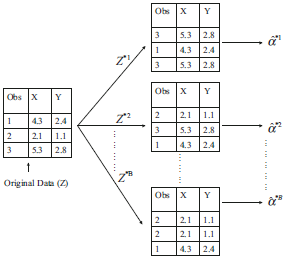 Obs X Y
3 5.3 2.8
1 4.3 2.4
3 5.3 2.8
α̂*1
Z*1
Obs X Y
1 4.3 2.4
2 2.1 1.1
3 5.3 2.8
Original Data (Z)
Z*2
Obs X Y
2 2.1 1.1
3 5.3 2.8
1 4.3 2.4
α̂*2
Z*B
Obs X Y
2 2.1 1.1
2 2.1 1.1
1 4.3 2.4
α̂*B